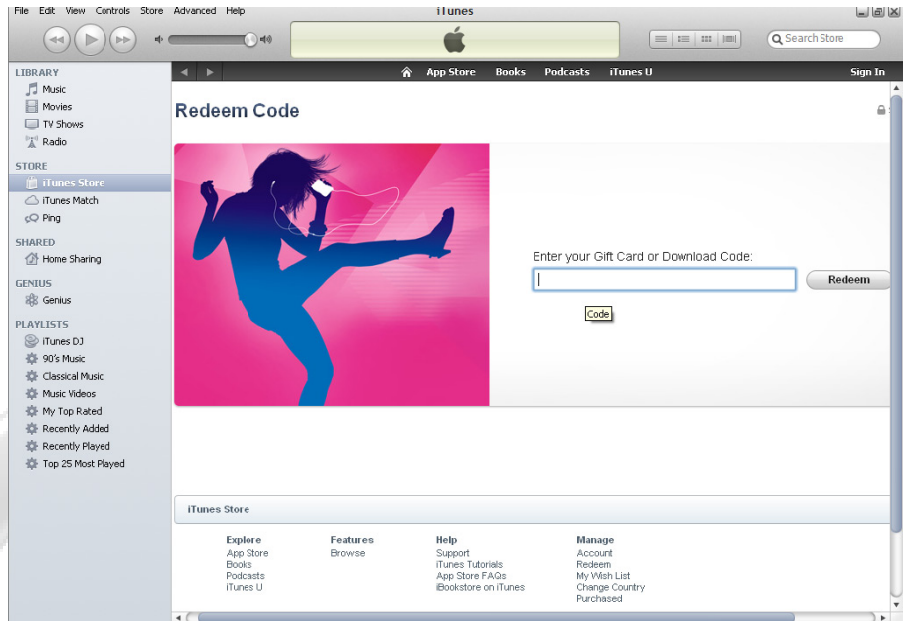 File Edit View Controls Store Advanced Help
iTunes
Search Store
LIBRARY
Music
Movies
TV Shows
Radio
STORE
iTunes Store
iTunes Match
Ping
SHARED
Home Sharing
GENIUS
Genius
PLAYLISTS
iTunes DJ
90's Music
Classical Music
Music Videos
My Top Rated
Recently Added
Recently Played
Top 25 Most Played
App Store Books Podcasts iTunes U Sign In
Redeem Code
Enter your Gift Card or Download Code:
Redeem
Code
iTunes Store
Explore
App Store
Books
Podcasts
iTunes U
Features
Browse
Help
Support
iTunes Tutorials
App Store FAQs
iBookstore on iTunes
Manage
Account
Redeem
My Wish List
Change Country
Purchased